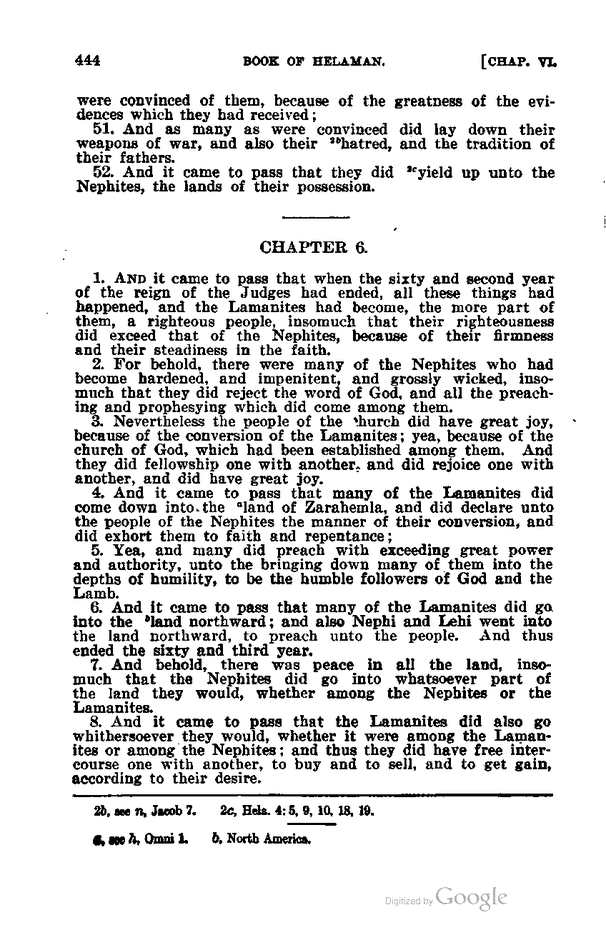 444 BOOK OF HELAMAN. [CHAP. VI.
were convinced of them, because of the greatness of the evi-
dences which they had received;
51. And as many as were convinced did lay down their
weapons of war, and also their ²ᵇhatred, and the tradition of
their fathers.
52. And it came to pass that they did ²ᶜyield up unto the
Nephites, the lands of their possession.
CHAPTER 6.
1. AND it came to pass that when the sixty and second year
of the reign of the Judges had ended, all these things had
happened, and the Lamanites had become, the more part of
them, a righteous people, insomuch that their righteousness
did exceed that of the Nephites, because of their firmness
and their steadiness in the faith.
2. For behold, there were many of the Nephites who had
become hardened, and impenitent, and grossly wicked, inso-
much that they did reject the word of God, and all the preach-
ing and prophesying which did come among them.
3. Nevertheless the people of the church did have great joy,
because of the conversion of the Lamanites; yea, because of the
church of God, which had been established among them. And
they did fellowship one with another, and did rejoice one with
another, and did have great joy.
4. And it came to pass that many of the Lamanites did
come down into the ᵃland of Zarahemla, and did declare unto
the people of the Nephites the manner of their conversion, and
did exhort them to faith and repentance;
5. Yea, and many did preach with exceeding great power
and authority, unto the bringing down many of them into the
depths of humility, to be the humble followers of God and the
Lamb.
6. And it came to pass that many of the Lamanites did go
into the ᵇland northward; and also Nephi and Lehi went into
the land northward, to preach unto the people. And thus
ended the sixty and third year.
7. And behold, there was peace in all the land, inso-
much that the Nephites did go into whatsoever part of
the land they would, whether among the Nephites or the
Lamanites.
8. And it came to pass that the Lamanites did also go
whithersoever they would, whether it were among the Laman-
ites or among the Nephites; and thus they did have free inter-
course one with another, to buy and to sell, and to get gain,
according to their desire.
2b, see n, Jacob 7. 2c, Hela. 4: 5, 9, 10, 18, 19.
a, see h, Omni 1. b, North America.
Digitized by Google